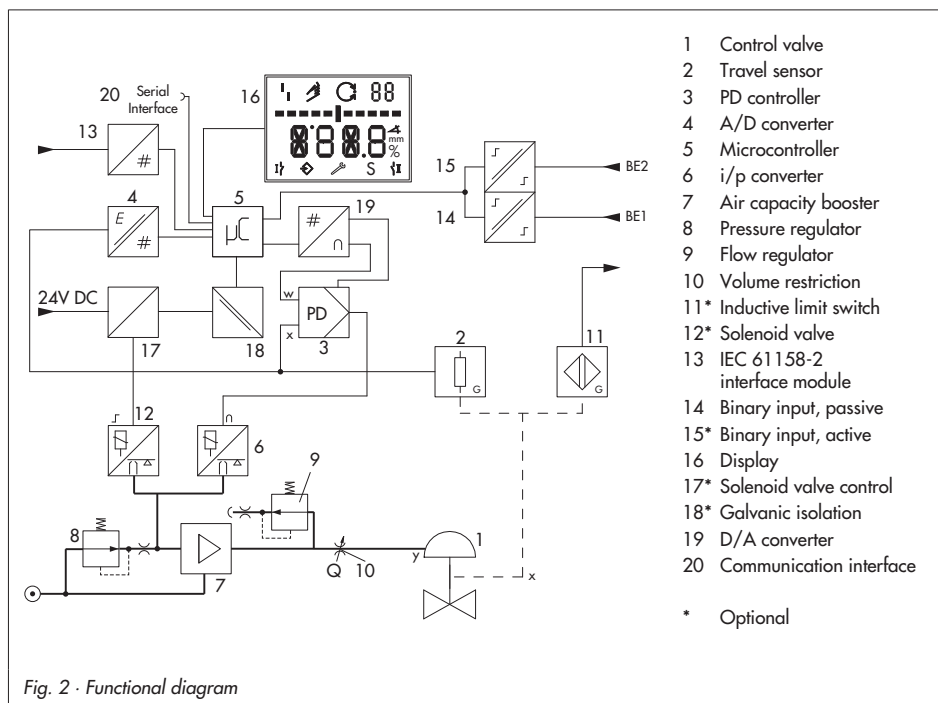 20 Serial
Interface
16
88
8.8 8.8
mm
%
S
13
#
4
E
#
5
µC
#
∩
19
15
BE2
14
BE1
24V DC
17
18
w
x
PD
3
2
G
11
G
12
∩
∩
∩
6
9
8
7
Q
10
y
1
x
1 Control valve
2 Travel sensor
3 PD controller
4 A/D converter
5 Microcontroller
6 i/p converter
7 Air capacity booster
8 Pressure regulator
9 Flow regulator
10 Volume restriction
11* Inductive limit switch
12* Solenoid valve
13 IEC 61158-2
interface module
14 Binary input, passive
15* Binary input, active
16 Display
17* Solenoid valve control
18* Galvanic isolation
19 D/A converter
20 Communication interface
* Optional
Fig. 2 · Functional diagram